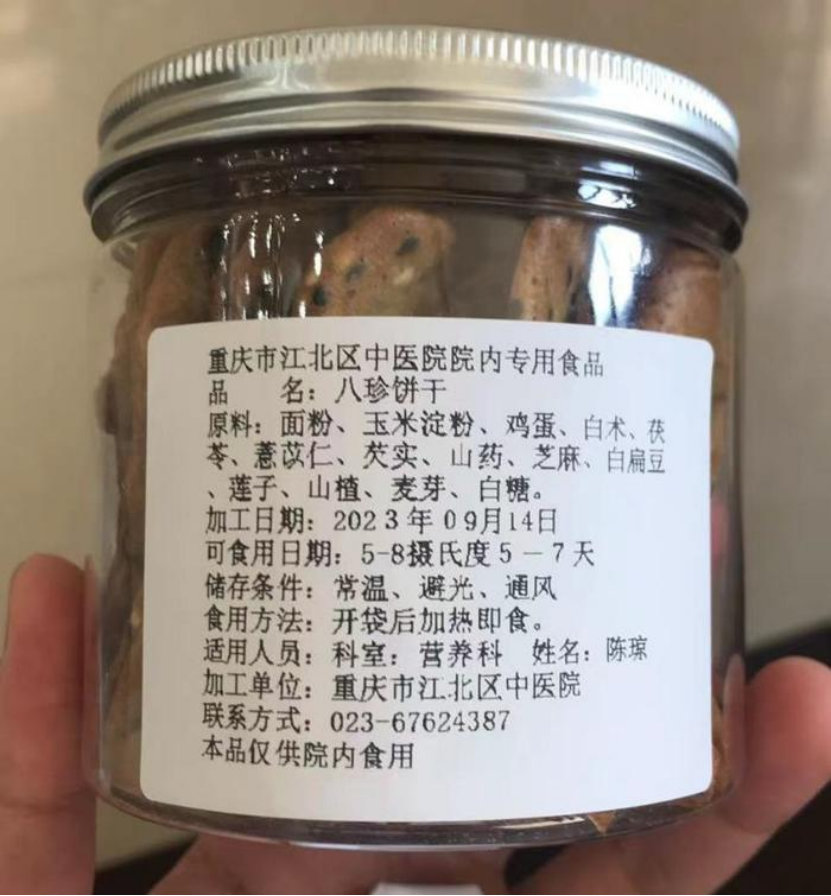 重庆市江北区中医院院内专用食品
品 名：八珍饼干
原料：面粉、玉米淀粉、鸡蛋、白术、茯
苓、薏苡仁、芡实、山药、芝麻、白扁豆
、莲子、山楂、麦芽、白糖。
加工日期：2023年09月14日
可食用日期：5-8摄氏度5－7天
储存条件：常温、避光、通风
食用方法：开袋后加热即食。
适用人员：科室：营养科 姓名：陈琼
加工单位：重庆市江北区中医院
联系方式：023-67624387
本品仅供院内食用